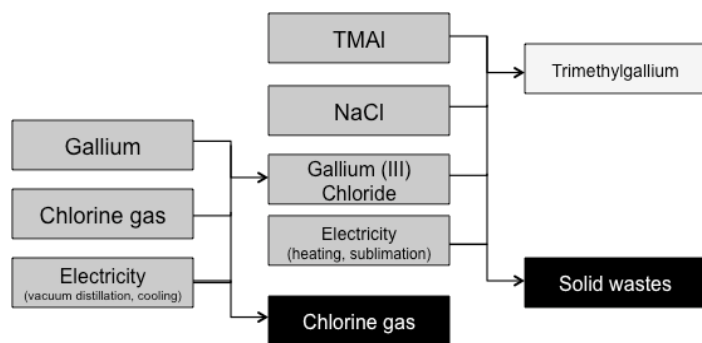 TMAl
Trimethylgallium
NaCl
Gallium
Gallium (III)
Chloride
Chlorine gas
Electricity
(heating, sublimation)
Electricity
(vacuum distillation, cooling)
Solid wastes
Chlorine gas